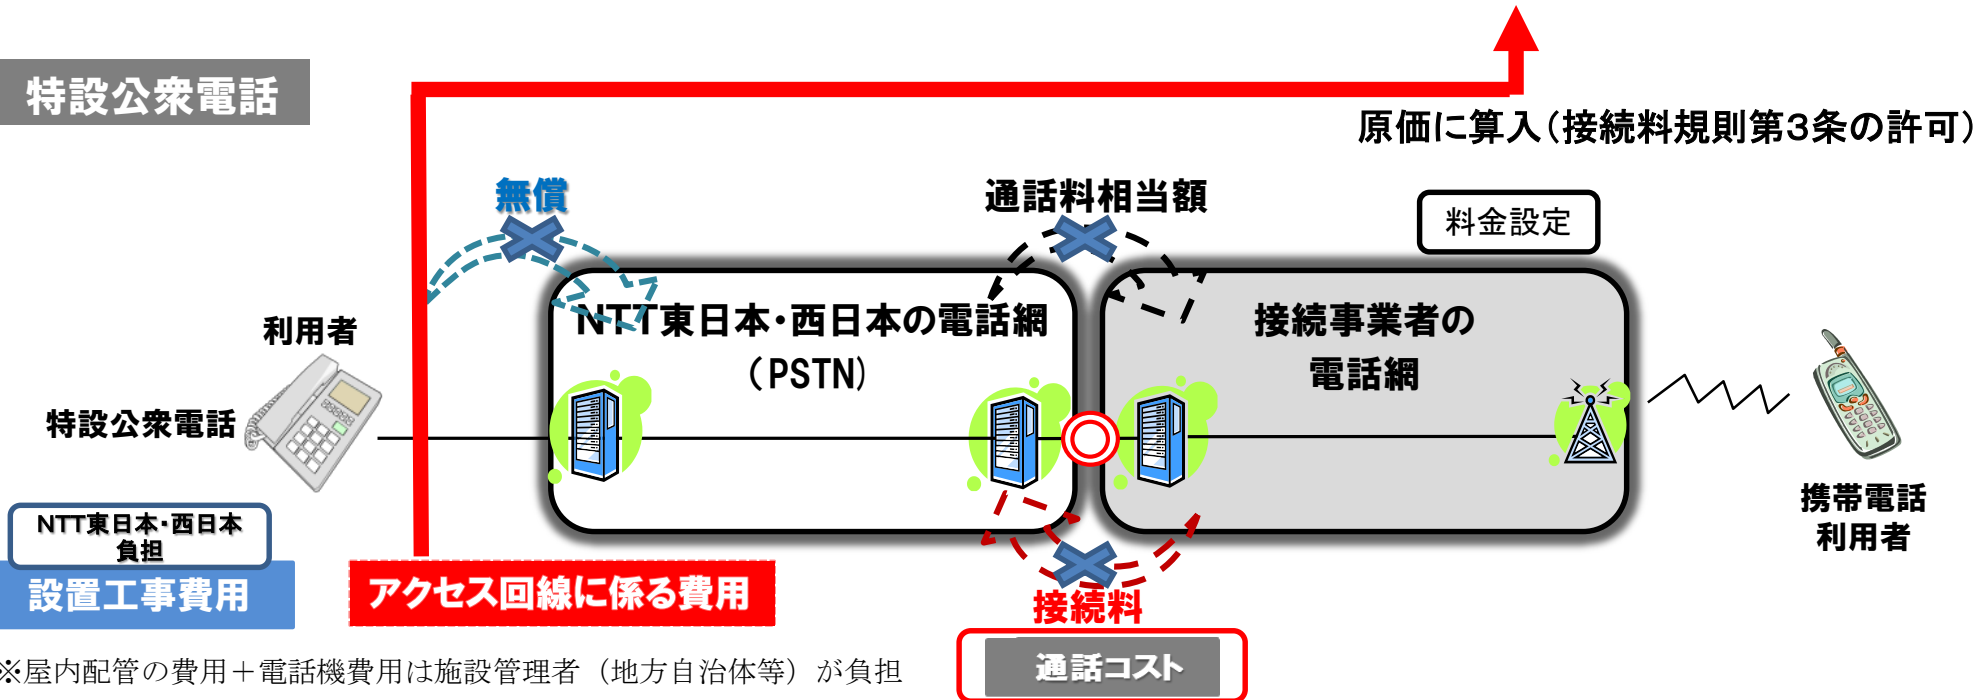 特設公衆電話
原価に算入(接続料規則第3条の許可)
無償
通話料相当額
料金設定
利用者
NTT東日本・西日本の電話網
(PSTN)
接続事業者の
電話網
特設公衆電話
携帯電話
利用者
NTT東日本・西日本
負担
設置工事費用
アクセス回線に係る費用
接続料
通話コスト
※屋内配管の費用＋電話機費用は施設管理者（地方自治体等）が負担